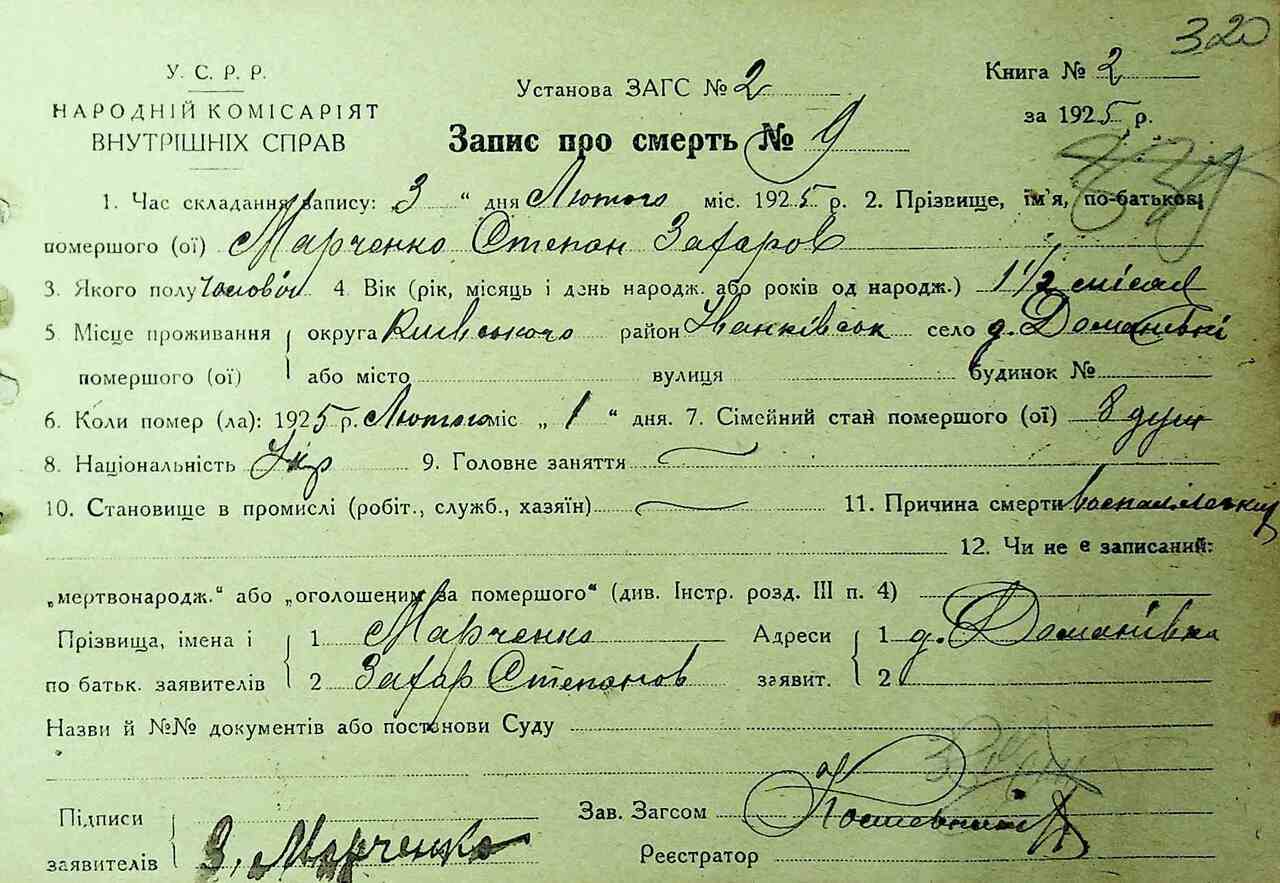 320
У. С. Р. Р.
НАРОДНІЙ КОМІСАРІЯТ
ВНУТРІШНІХ СПРАВ
Установа ЗАГС № 2
Книга № 2
за 1925 р.
Запис про смерть № 9
1. Час складання запису: „3" дня Лютого міс. 1925 р. 2. Прізвище, ім'я, по-батькові
помершого (ої) Марченко Степан Захаров
3. Якого полу 4. Вік (рік, місяць і день народж. або років од народж.) 1 1/2 місяця
5. Місце проживання округа Київського район Іванківськ село д. Доманівкі
помершого (ої) або місто вулиця будинок №
6. Коли помер (ла): 1925 р. Лютого міс „1" дня. 7. Сімейний стан помершого (ої) 8 душ
8. Національність Укр 9. Головне заняття
10. Становище в промислі (робіт., служб., хазяїн) 11. Причина смерти
12. Чи не є записаний:
„мертвонародж." або „оголошеним за помершого" (див. Інстр. розд. III п. 4)
Прізвища, імена і 1 Марченко Адреси 1 д. Доманівка
по батьк. заявителів 2 Захар Степанов заявит. 2
Назви й №№ документів або постанови Суду
Підписи Зав. Загсом
заявителів З. Марченко Реєстратор